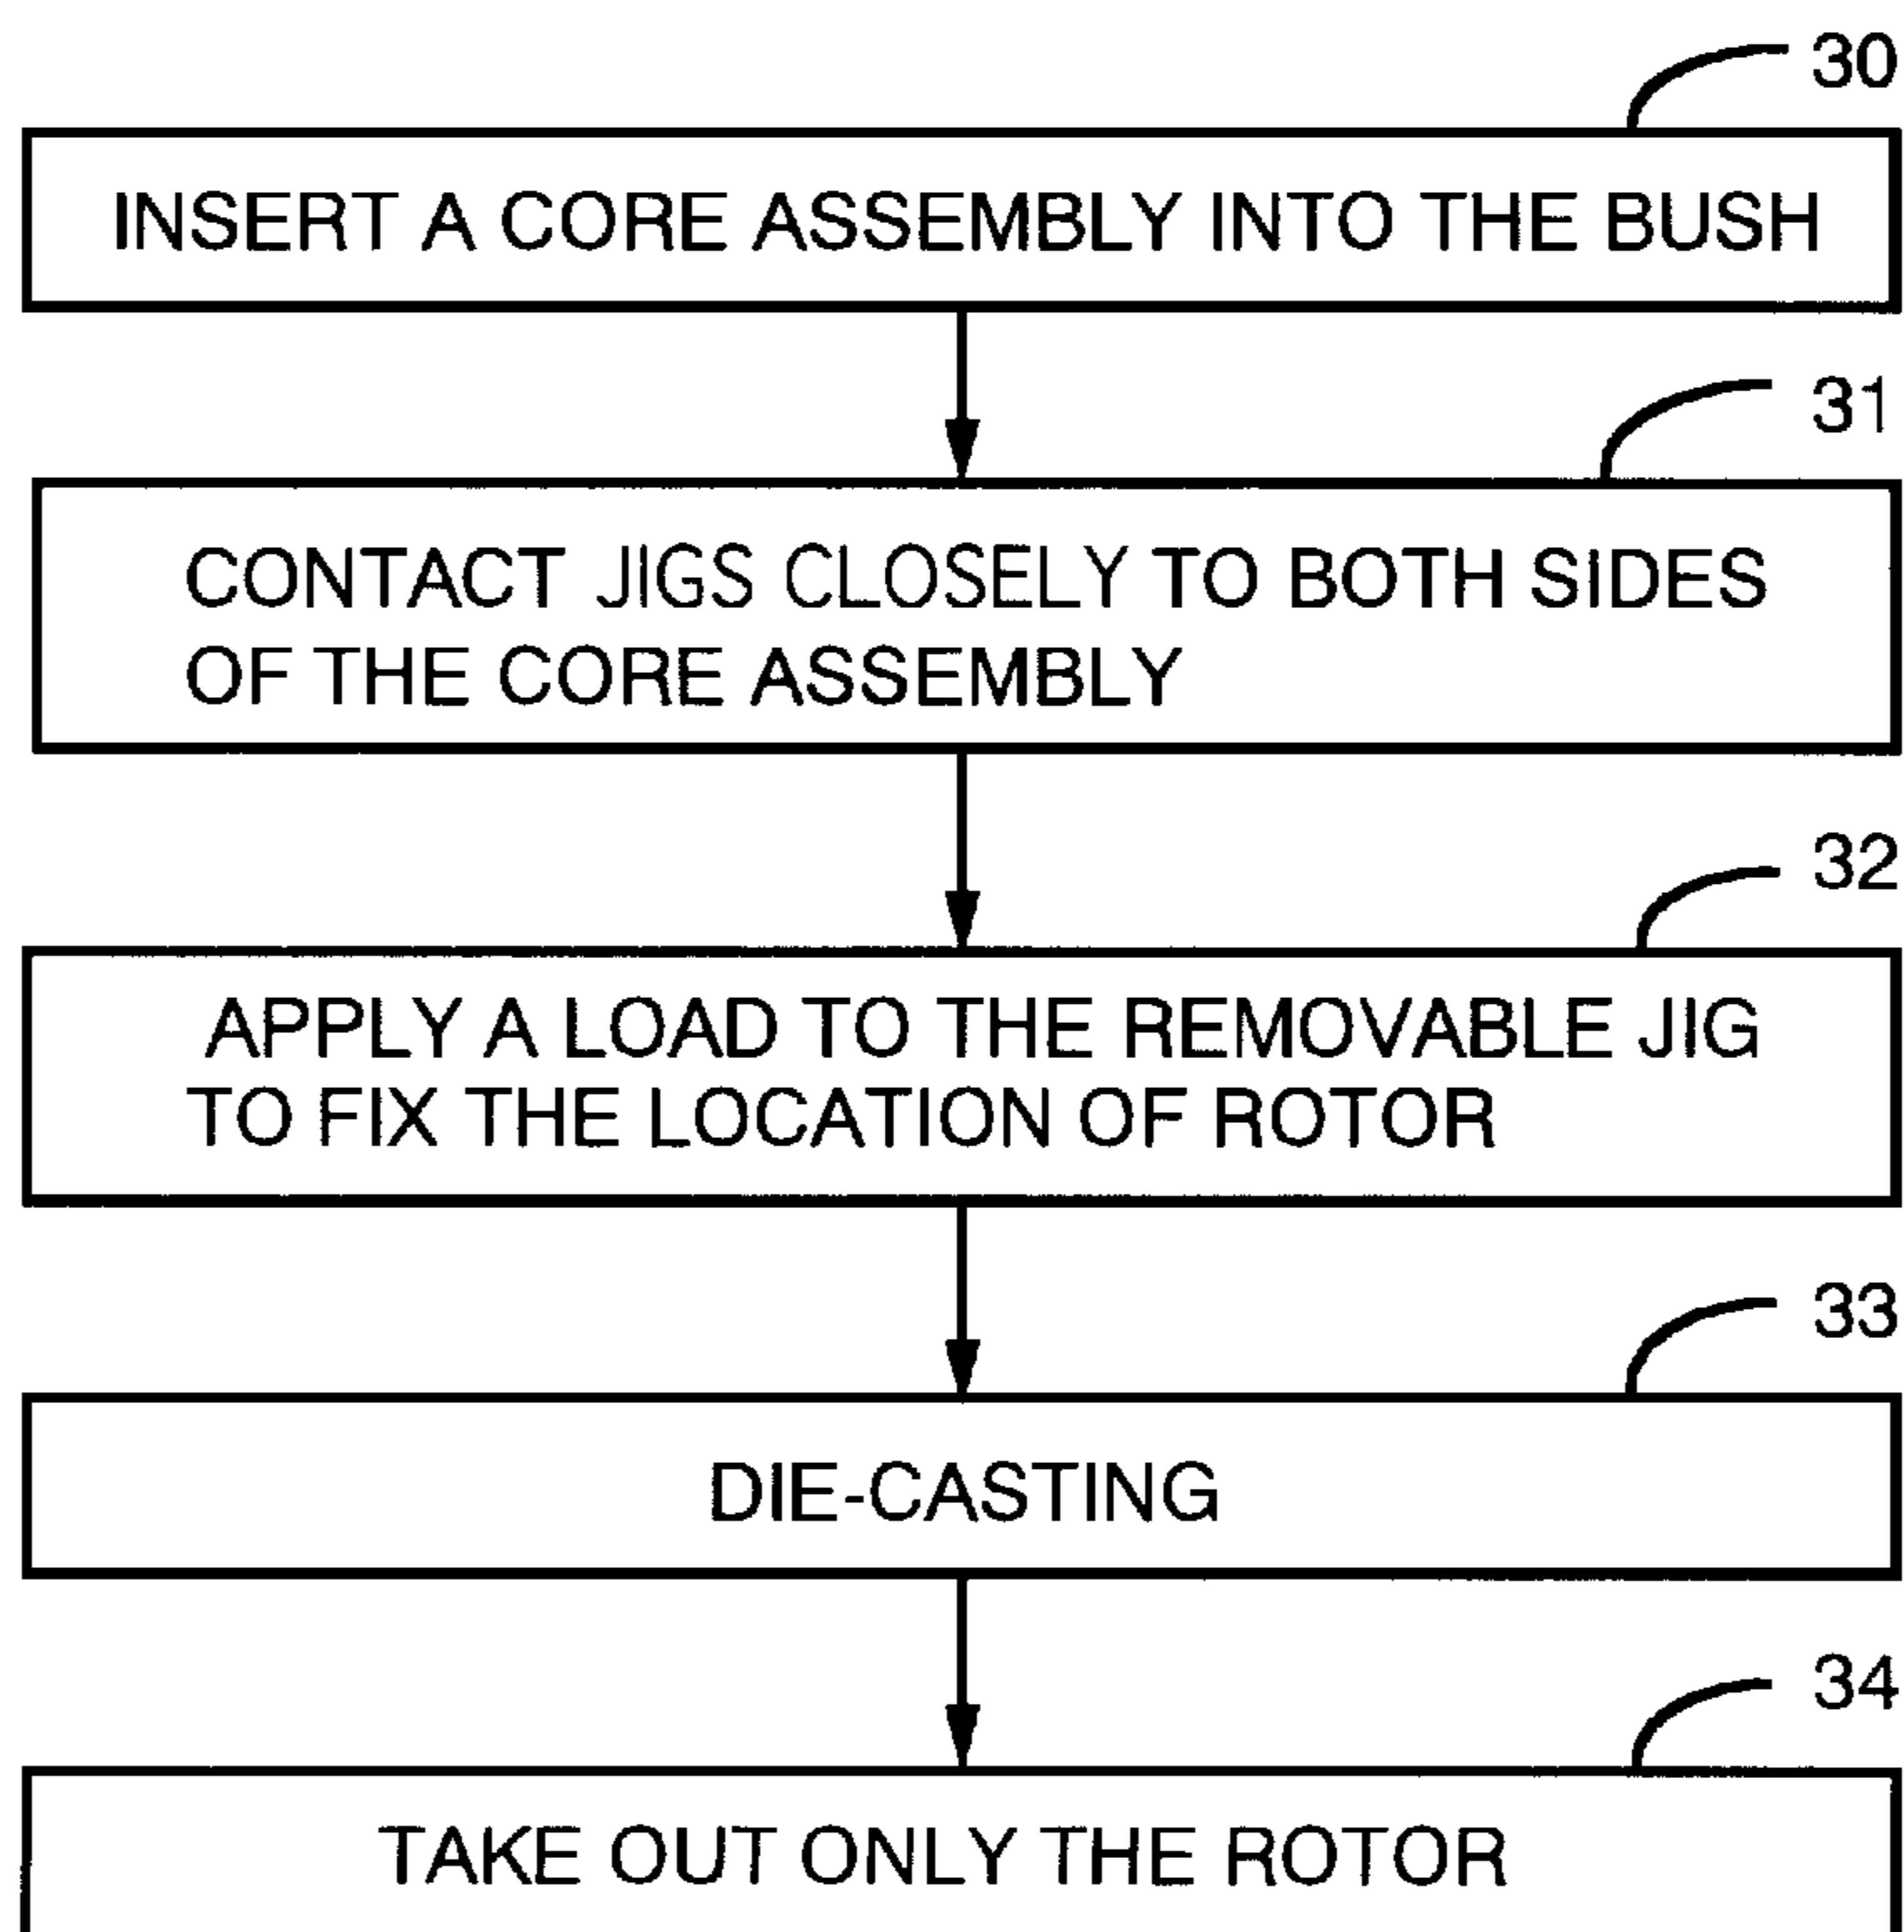 30
INSERT A CORE ASSEMBLY INTO THE BUSH
31
CONTACT JIGS CLOSELY TO BOTH SIDES
OF THE CORE ASSEMBLY
32
APPLY A LOAD TO THE REMOVABLE JIG
TO FIX THE LOCATION OF ROTOR
33
DIE-CASTING
34
TAKE OUT ONLY THE ROTOR